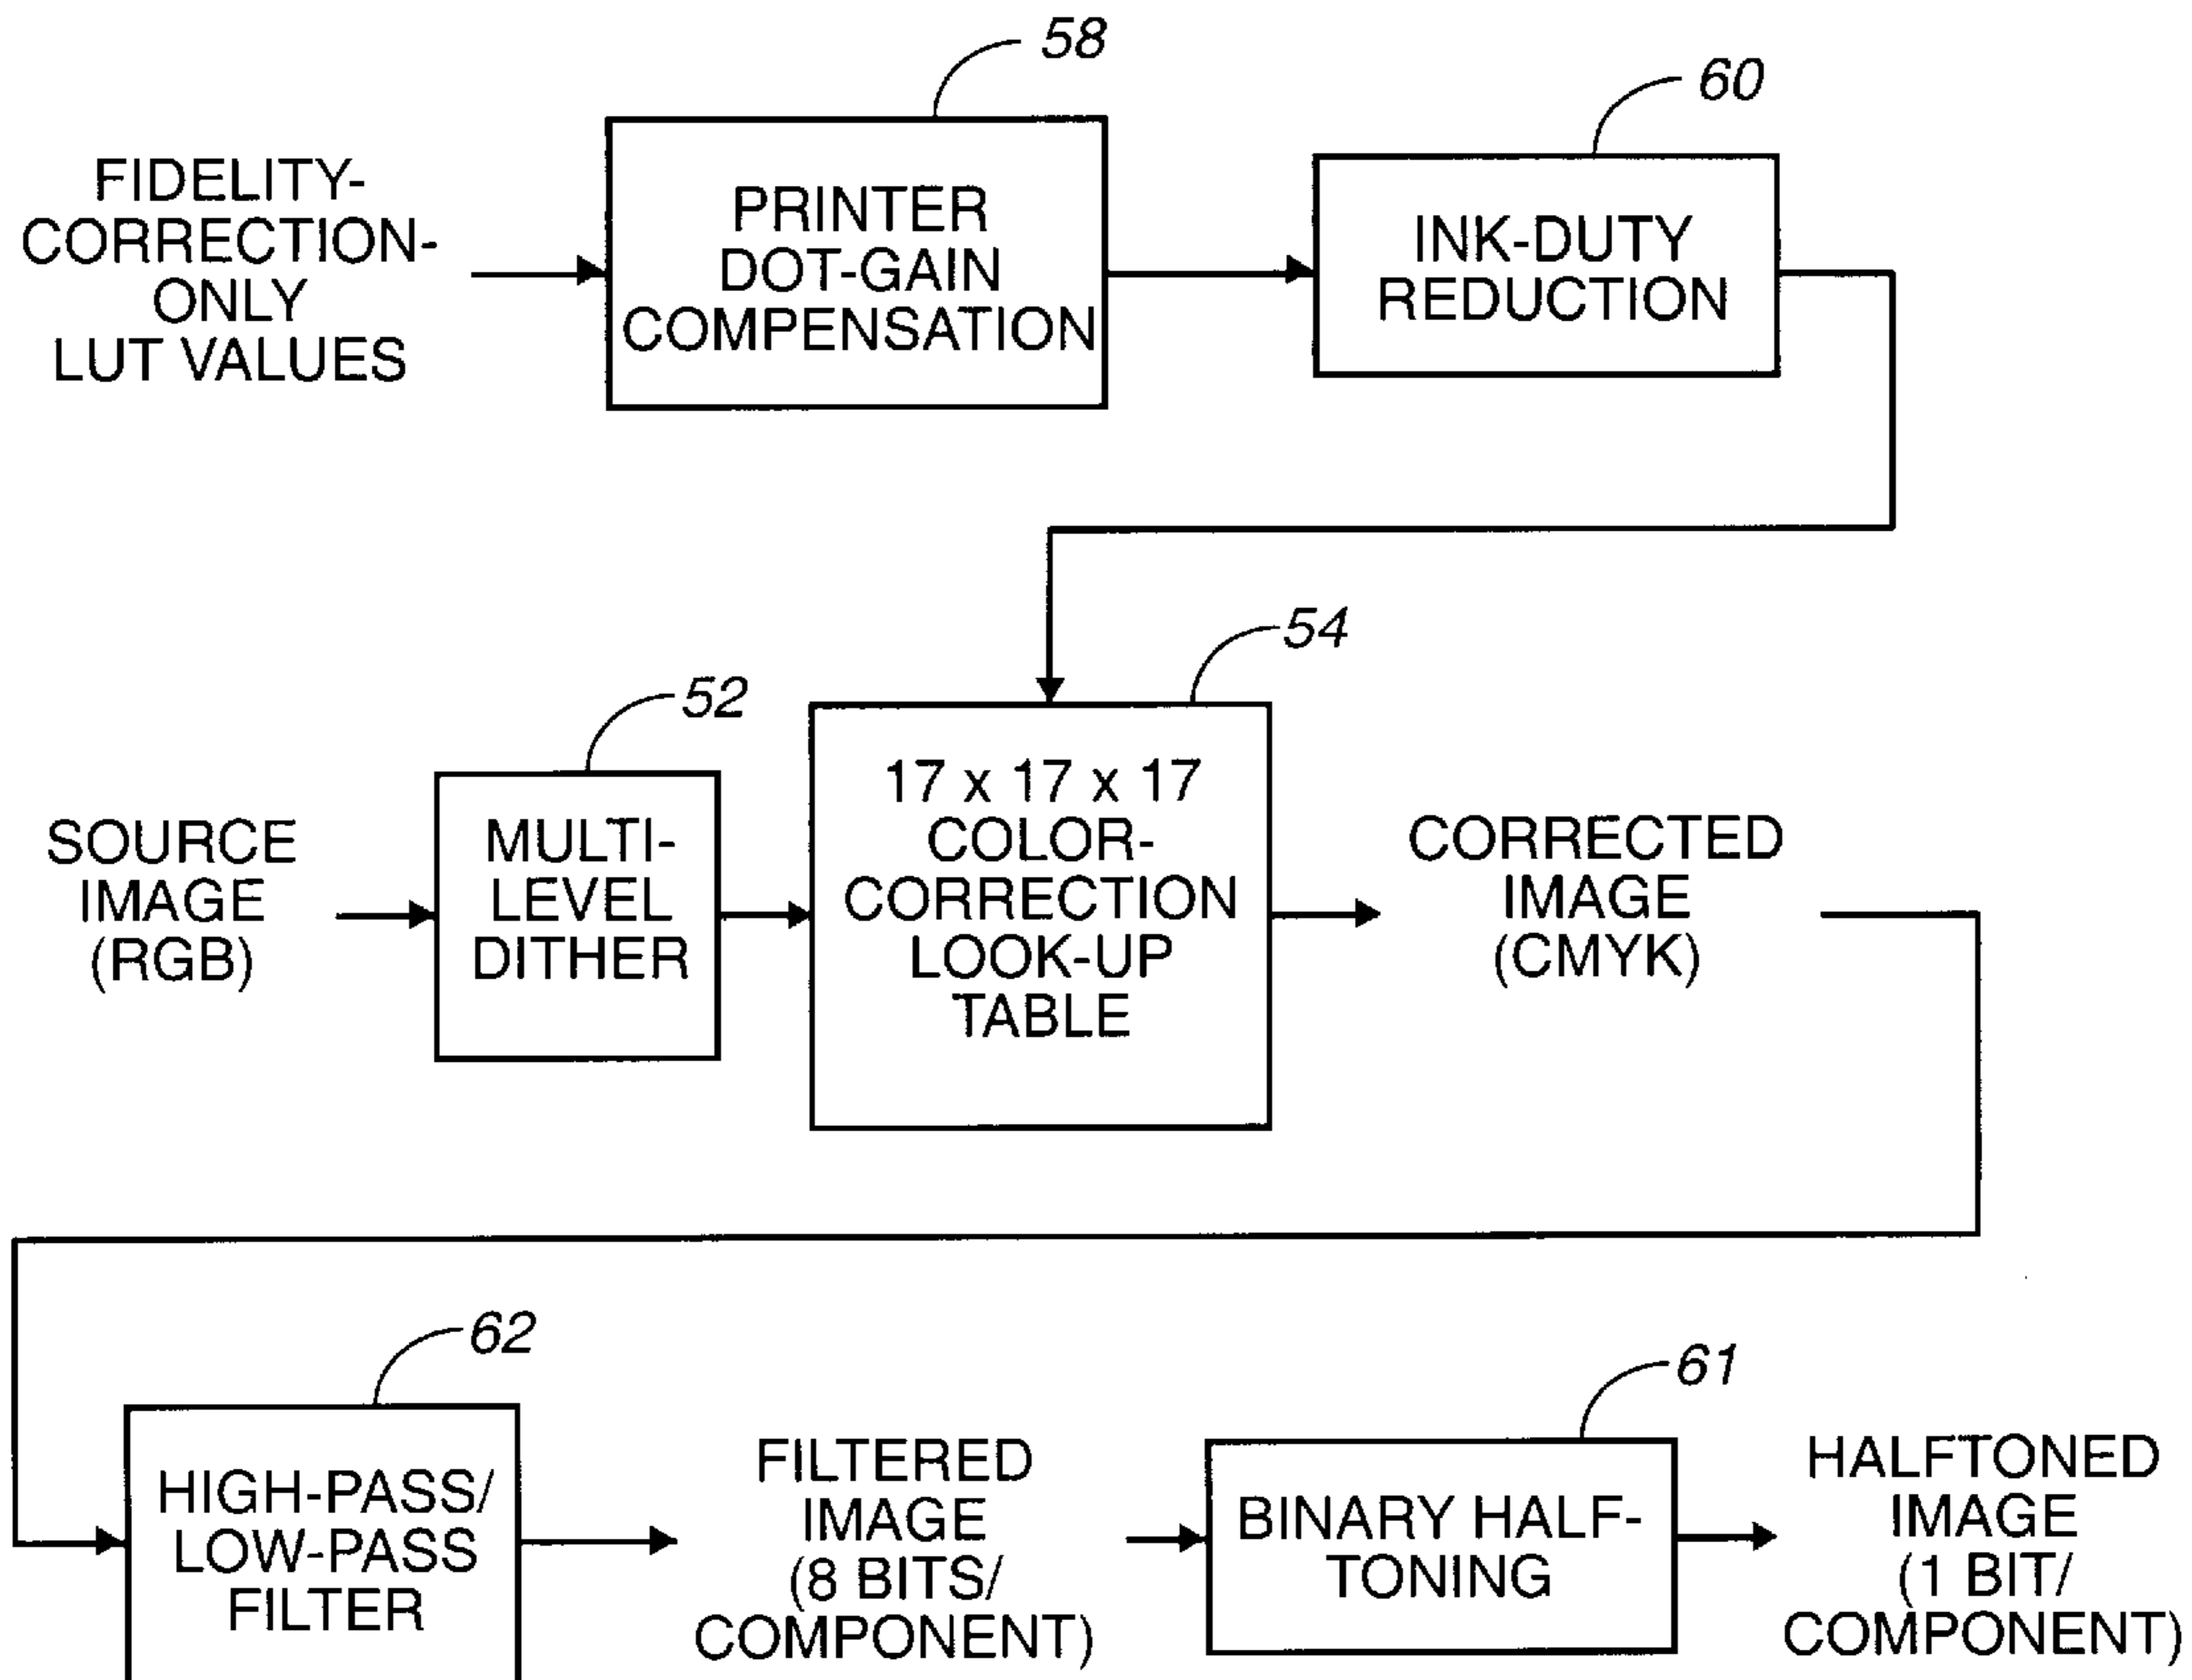 58
60
FIDELITY-
CORRECTION-
ONLY
LUT VALUES
PRINTER
DOT-GAIN
COMPENSATION
INK-DUTY
REDUCTION
54
52
SOURCE
IMAGE
(RGB)
MULTI-
LEVEL
DITHER
17 x 17 x 17
COLOR-
CORRECTION
LOOK-UP
TABLE
CORRECTED
IMAGE
(CMYK)
62
61
HIGH-PASS/
LOW-PASS
FILTER
FILTERED
IMAGE
(8 BITS/
COMPONENT)
BINARY HALF-
TONING
HALFTONED
IMAGE
(1 BIT/
COMPONENT)